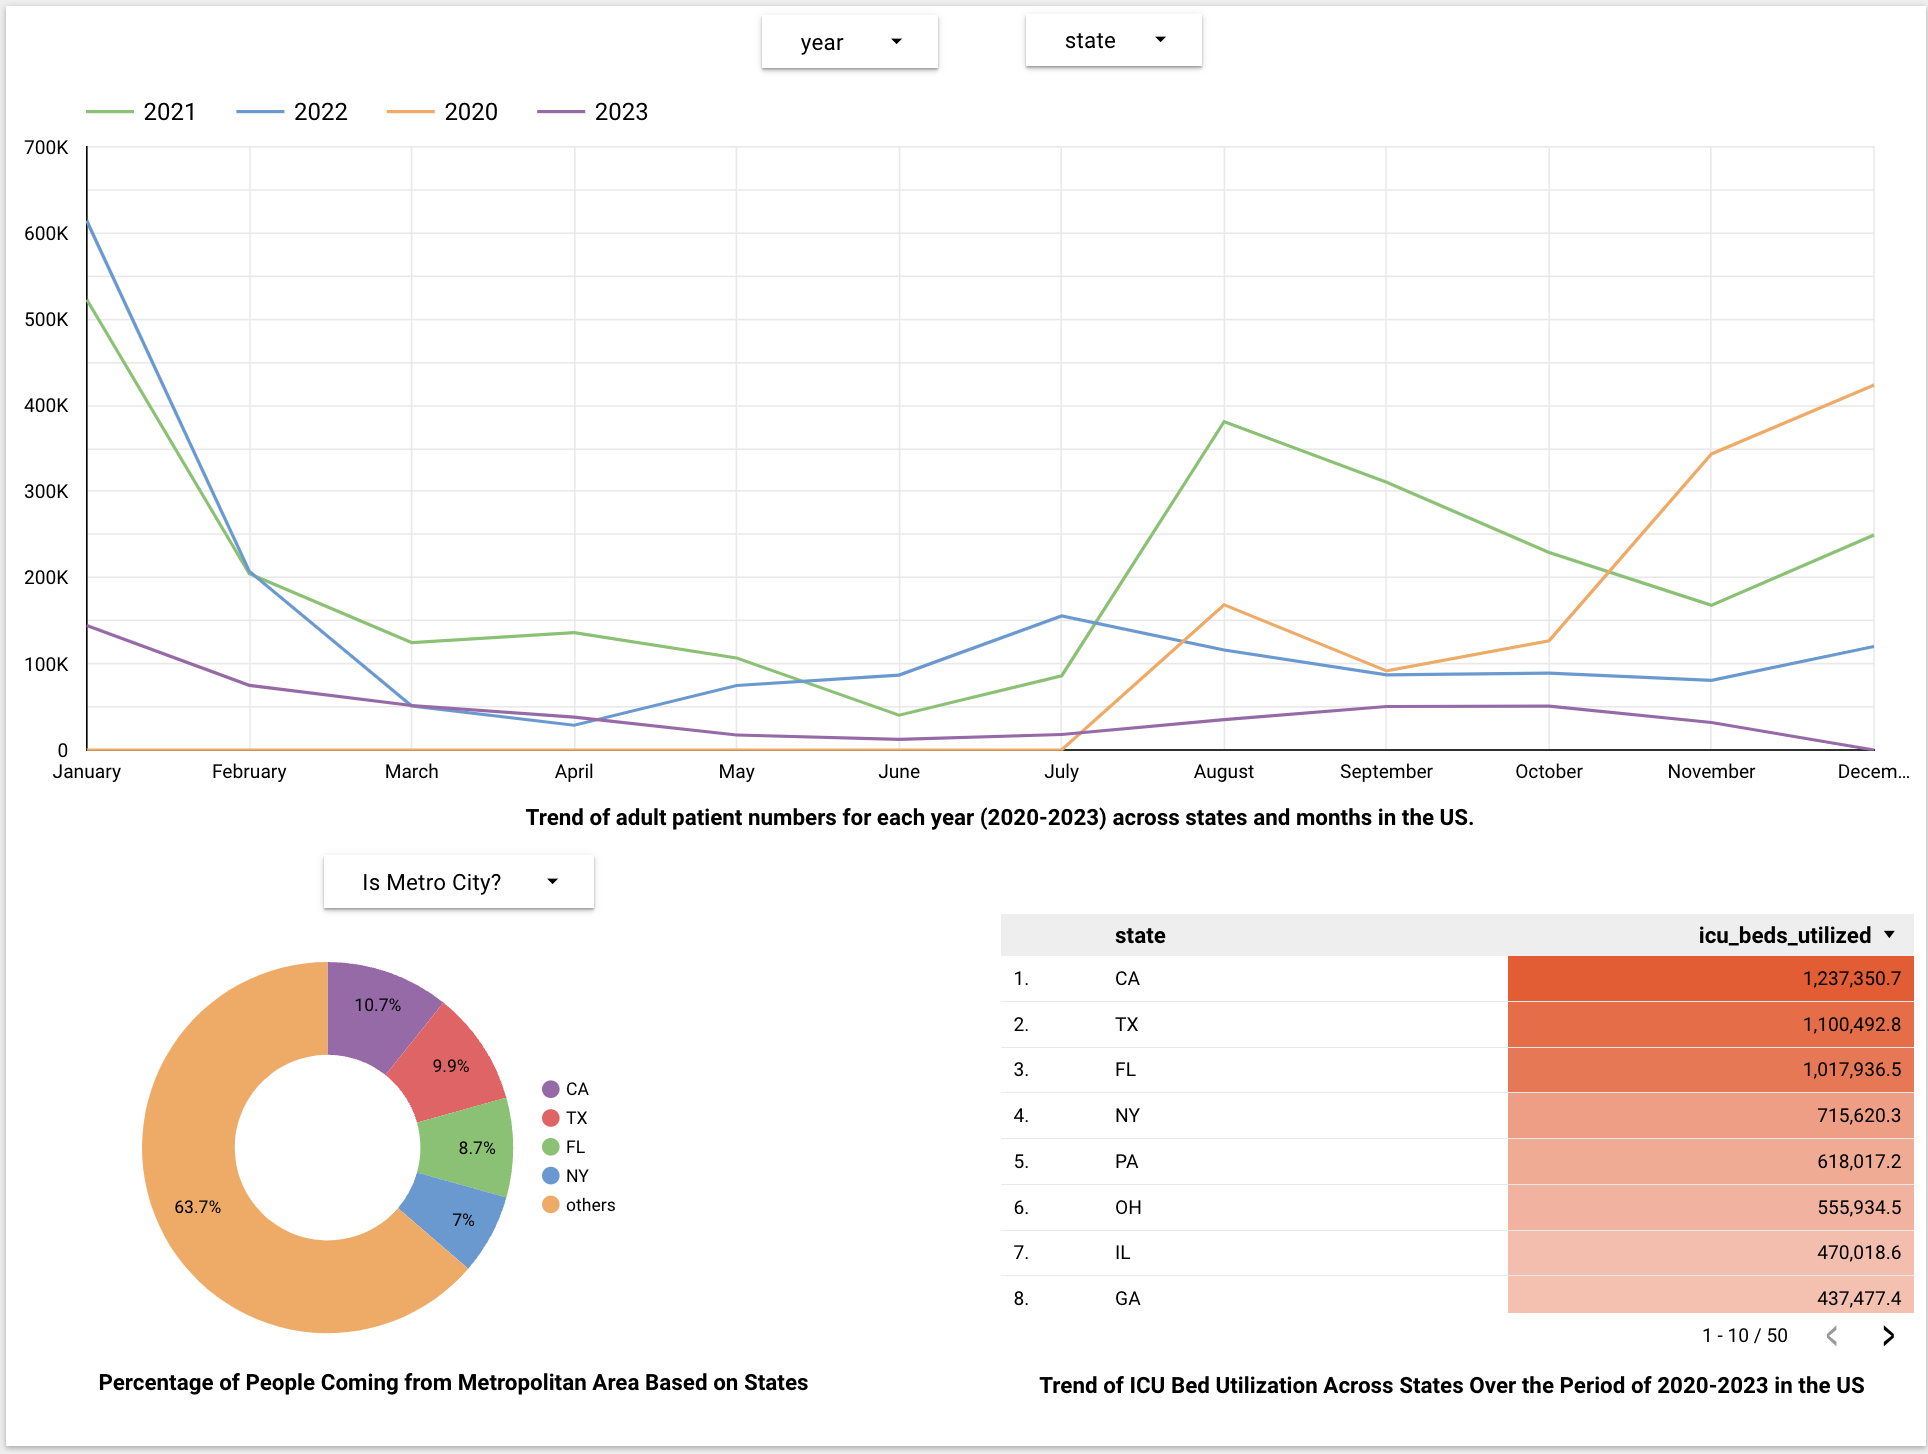 year
state
2021 2022 2020 2023
700K
600K
500K
400K
300K
200K
100K
0
January February March April May June July August September October November Decem...
Trend of adult patient numbers for each year (2020-2023) across states and months in the US.
Is Metro City?
10.7%
9.9%
8.7%
7%
63.7%
CA
TX
FL
NY
others
Percentage of People Coming from Metropolitan Area Based on States
state icu_beds_utilized
1. CA 1,237,350.7
2. TX 1,100,492.8
3. FL 1,017,936.5
4. NY 715,620.3
5. PA 618,017.2
6. OH 555,934.5
7. IL 470,018.6
8. GA 437,477.4
1 - 10 / 50
Trend of ICU Bed Utilization Across States Over the Period of 2020-2023 in the US